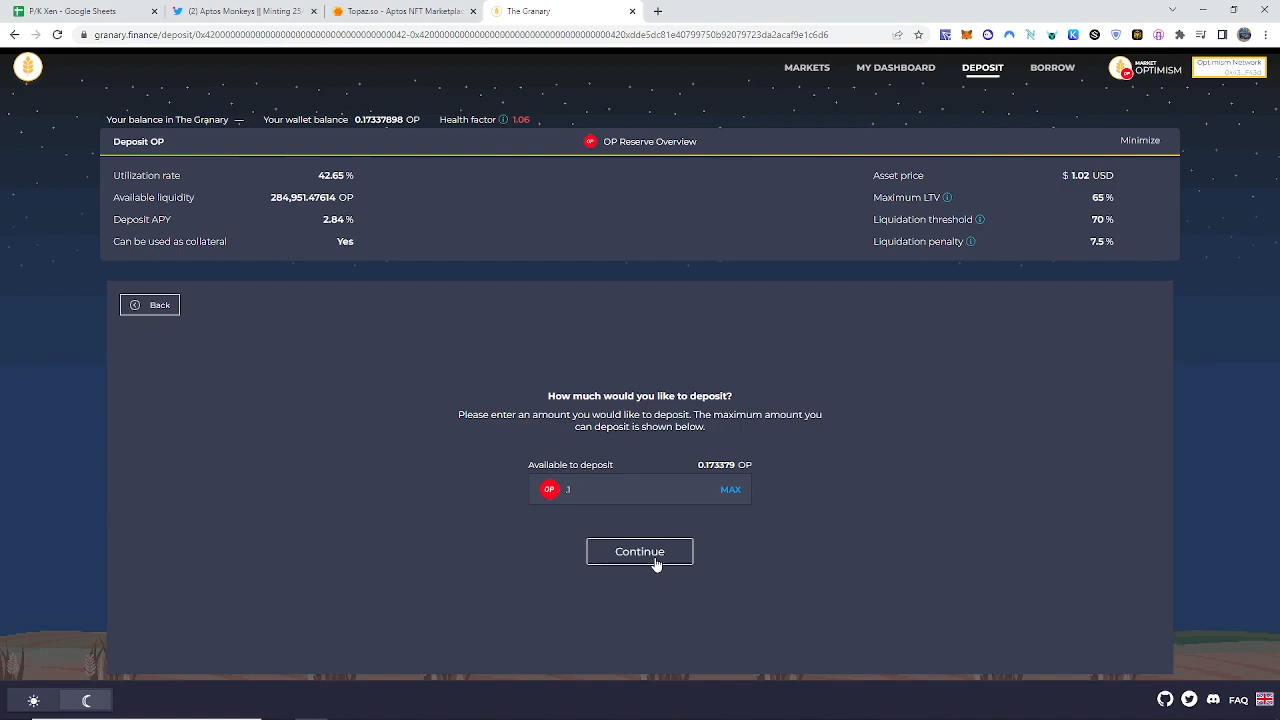 P/K Xen - Google Sheets
(2) Aptos Monkeys || Minting 25
Topaz.so - Aptos NFT Marketplac
The Granary
granary.finance/deposit/0x4200000000000000000000000000000000000042-0x4200000000000000000000000000000000000420xdde5dc81e40799750b92079723da2caf9e16d6
MARKETS
MY DASHBOARD
DEPOSIT
BORROW
MARKET
OPTIMISM
Optimism Network
0x43...F43d
Your balance in The Granary —
Your wallet balance 0.17337898 OP
Health factor 1.06
Deposit OP
OP OP Reserve Overview
Minimize
Utilization rate 42.65 %
Asset price $ 1.02 USD
Available liquidity 284,951.47614 OP
Maximum LTV 65 %
Deposit APY 2.84 %
Liquidation threshold 70 %
Can be used as collateral Yes
Liquidation penalty 7.5 %
Back
How much would you like to deposit?
Please enter an amount you would like to deposit. The maximum amount you
can deposit is shown below.
Available to deposit 0.173379 OP
OP .1 MAX
Continue
FAQ